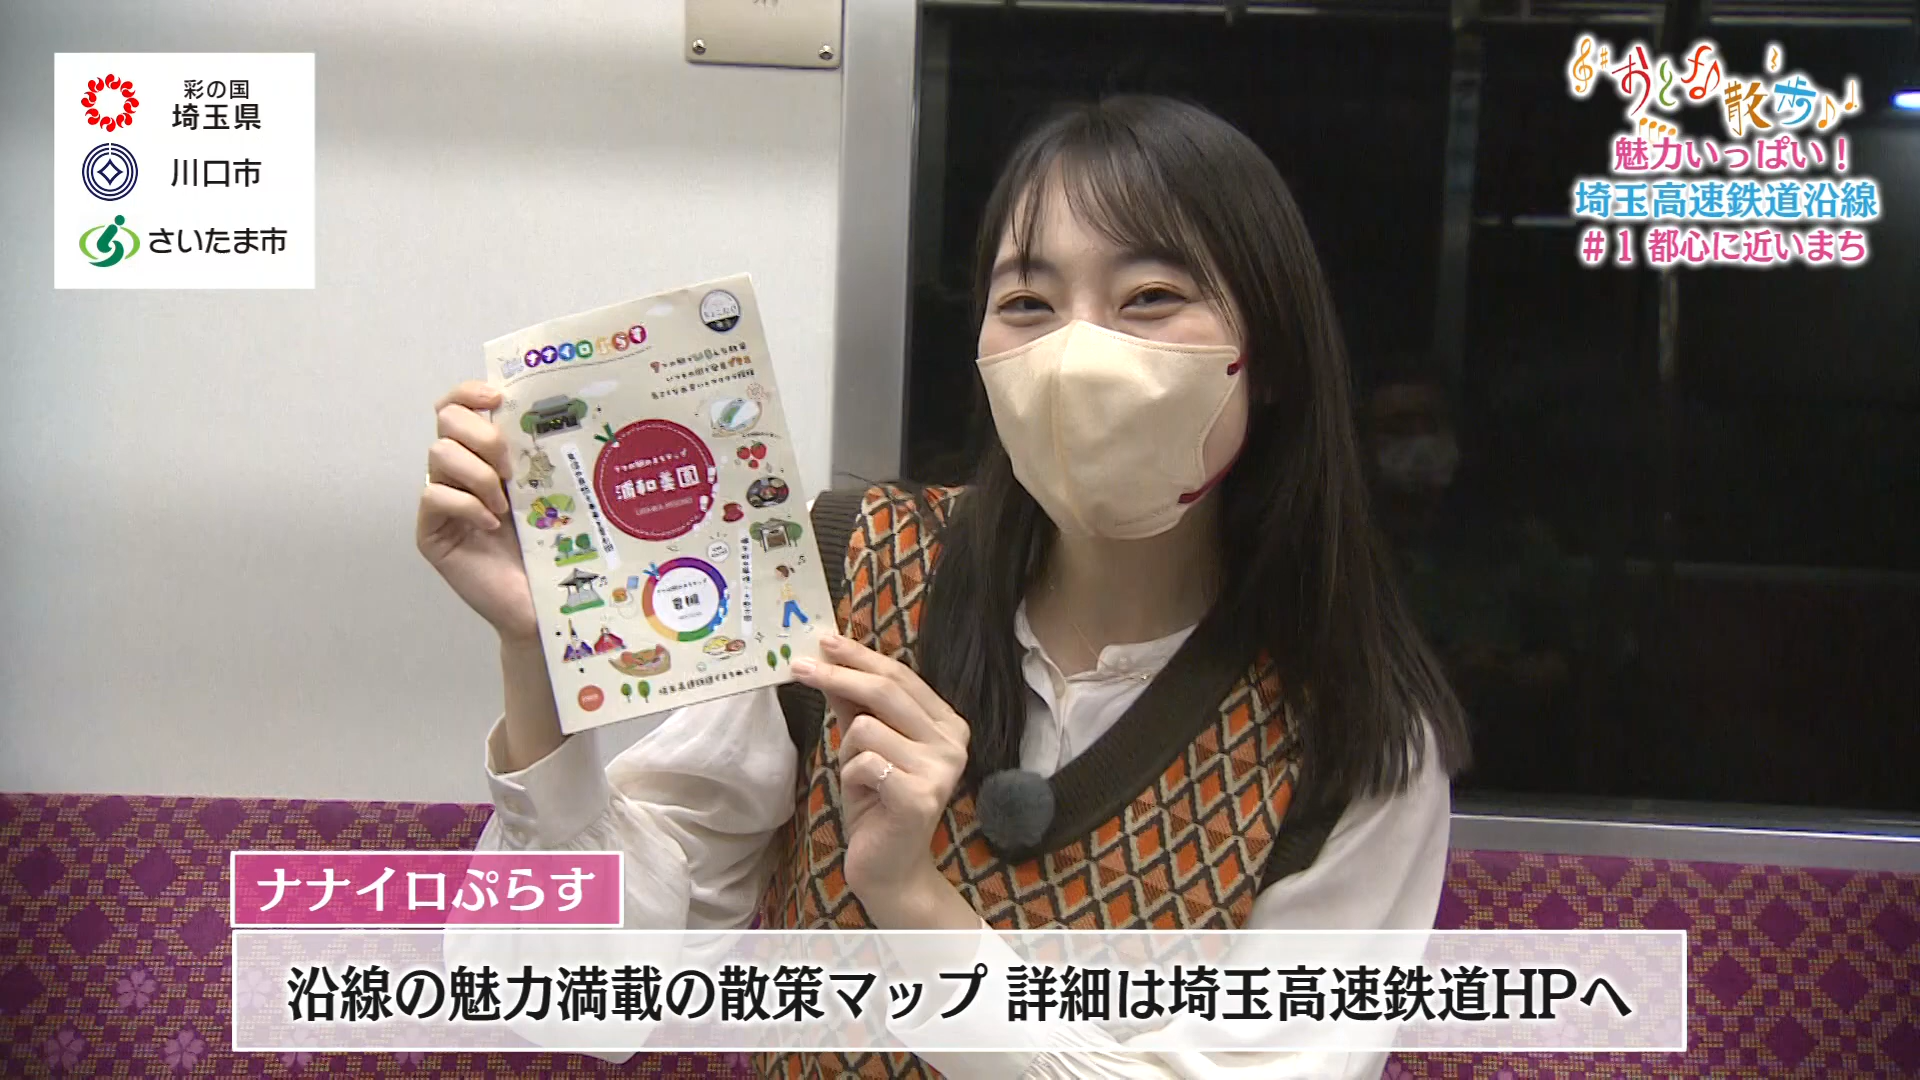 彩の国
埼玉県
川口市
さいたま市
おとな散歩
魅力いっぱい！
埼玉高速鉄道沿線
＃１ 都心に近いまち
ナナイロぷらす
浦和美園
URAWA MISONO
岩槻
ナナイロぷらす
沿線の魅力満載の散策マップ 詳細は埼玉高速鉄道HPへ